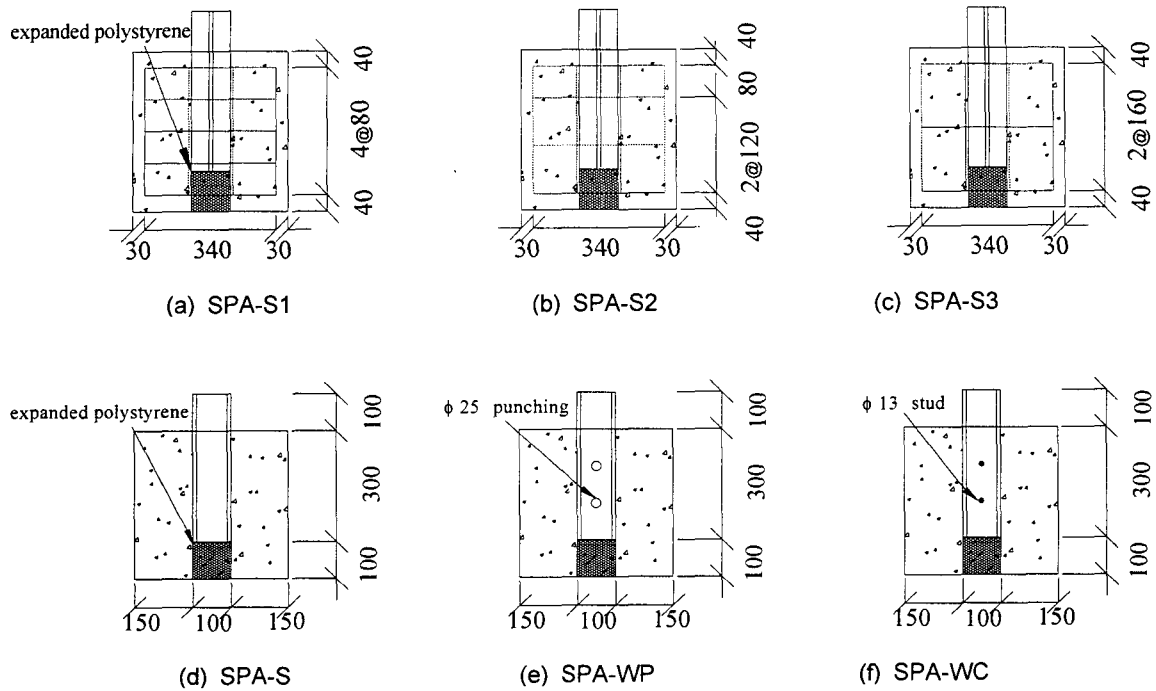 expanded polystyrene
40
4@80
40
30 340 30
(a) SPA-S1
40
80
2@120
40
30 340 30
(b) SPA-S2
40
2@160
40
30 340 30
(c) SPA-S3
expanded polystyrene
100
300
100
150 100 150
(d) SPA-S
ϕ 25 punching
100
300
100
150 100 150
(e) SPA-WP
ϕ 13 stud
100
300
100
150 100 150
(f) SPA-WC